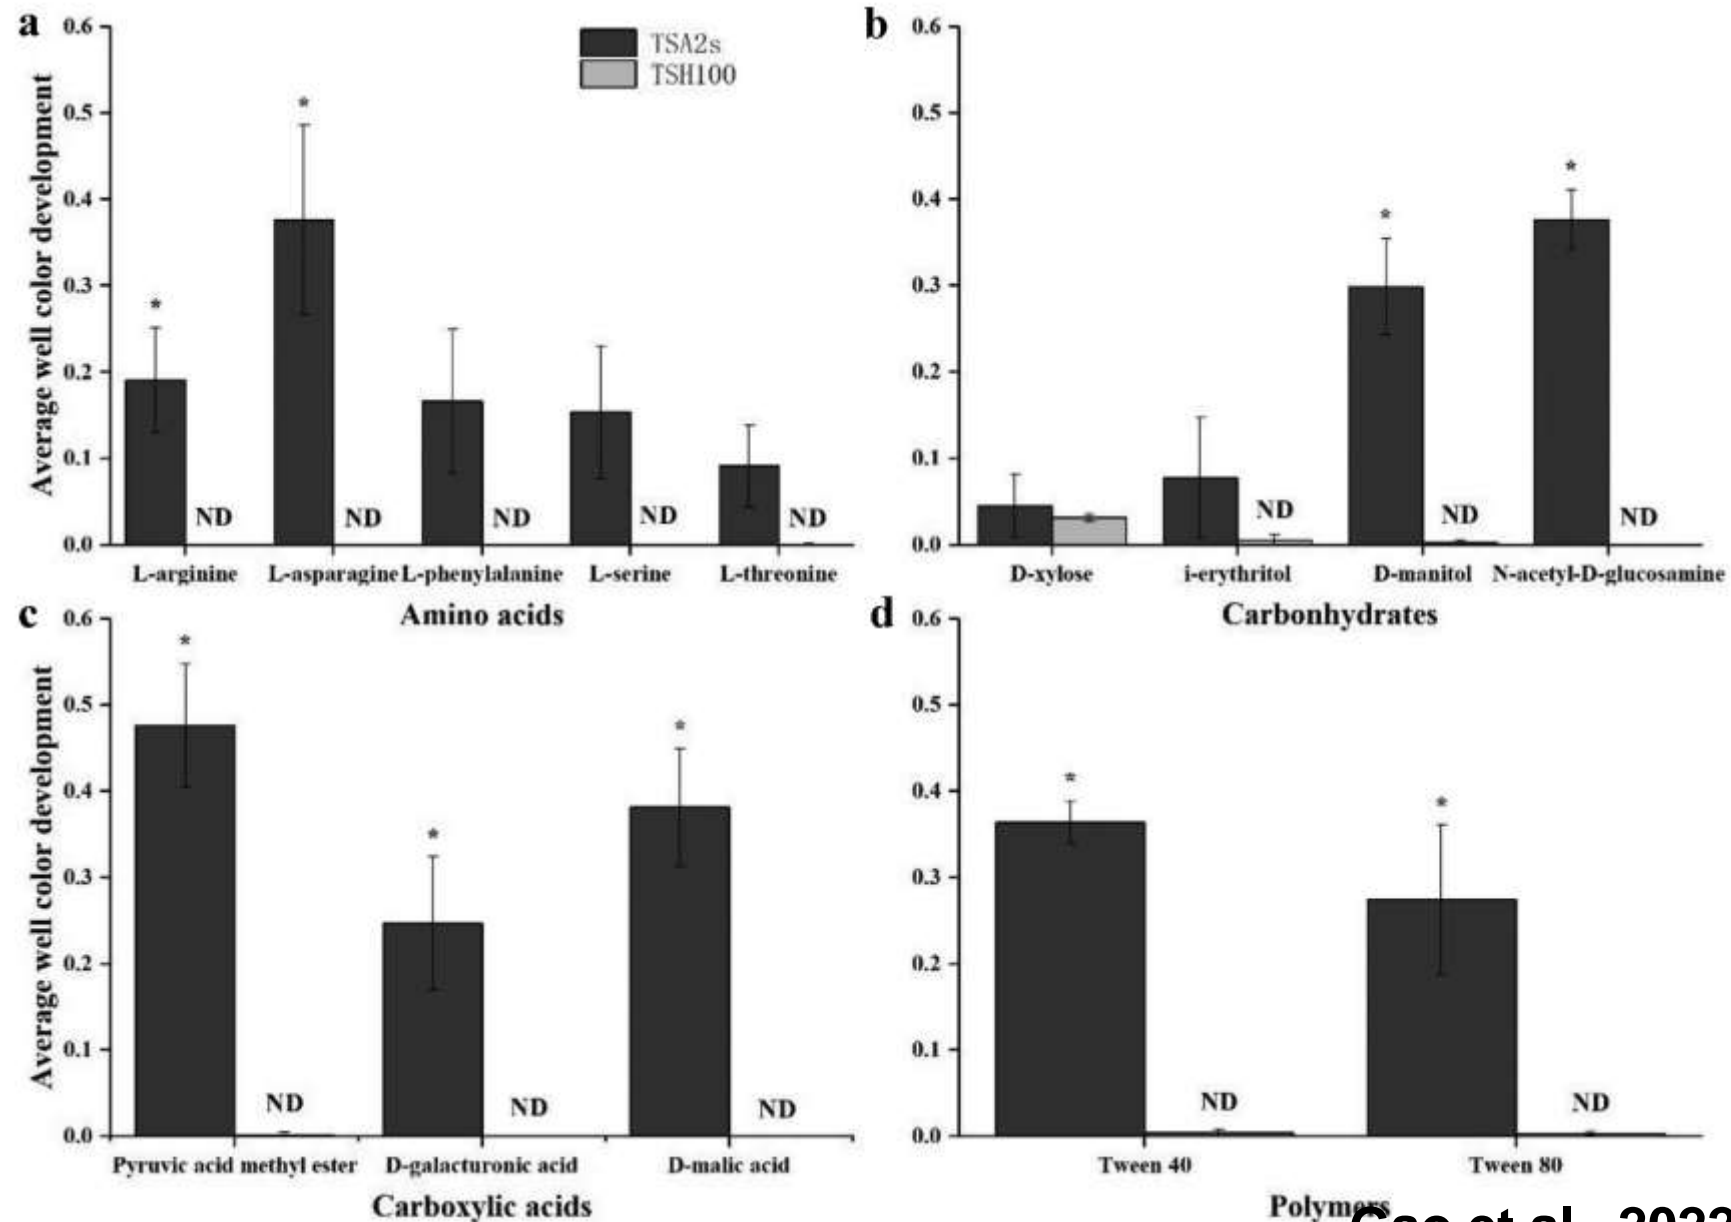 a
0.6
0.5
0.4
0.3
0.2
0.1
0.0
Average well color development
TSA2s
TSH100
*
ND
*
ND
ND
ND
ND
L-arginine L-asparagine L-phenylalanine L-serine L-threonine
Amino acids
b
0.6
0.5
0.4
0.3
0.2
0.1
0.0
ND
*
ND
*
ND
D-xylose i-erythritol D-manitol N-acetyl-D-glucosamine
Carbonhydrates
c
0.6
0.5
0.4
0.3
0.2
0.1
0.0
Average well color development
*
ND
*
ND
*
ND
Pyruvic acid methyl ester D-galacturonic acid D-malic acid
Carboxylic acids
d
0.6
0.5
0.4
0.3
0.2
0.1
0.0
*
ND
*
ND
Tween 40 Tween 80
Polymers
et al.,